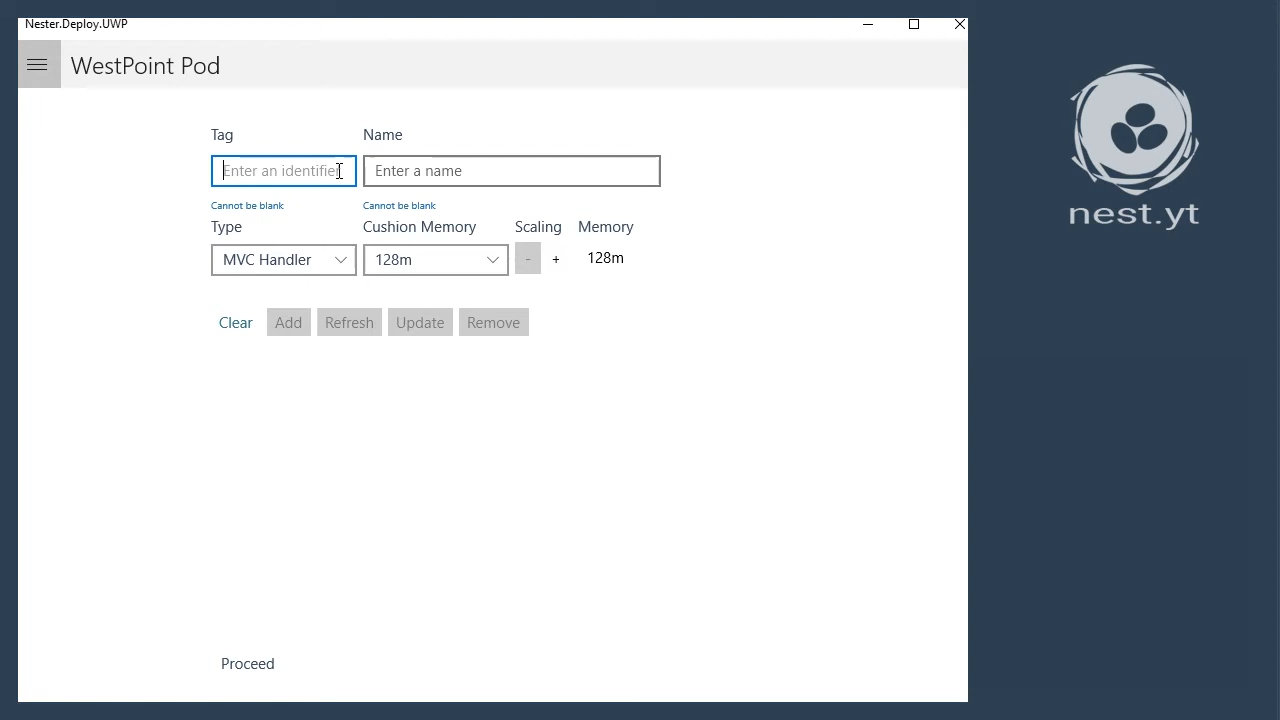 Nester.Deploy.UWP
WestPoint Pod
Tag Name
Enter an identifier Enter a name
Cannot be blank Cannot be blank
Type Cushion Memory Scaling Memory
MVC Handler 128m - + 128m
Clear Add Refresh Update Remove
Proceed
nest.yt